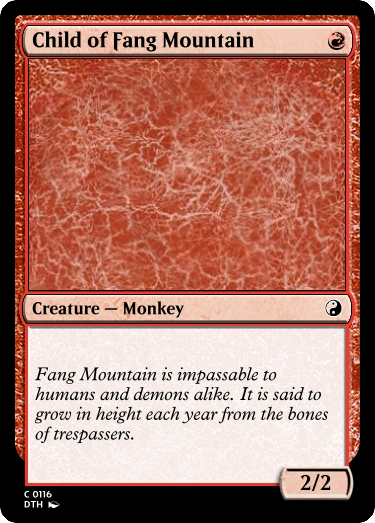 Child of Fang Mountain
Creature — Monkey
Fang Mountain is impassable to
humans and demons alike. It is said to
grow in height each year from the bones
of trespassers.
2/2
C 0116
DTH